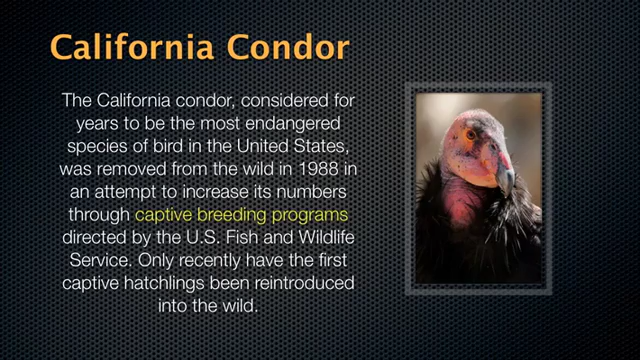 California Condor
The California condor, considered for
years to be the most endangered
species of bird in the United States,
was removed from the wild in 1988 in
an attempt to increase its numbers
through captive breeding programs
directed by the U.S. Fish and Wildlife
Service. Only recently have the first
captive hatchlings been reintroduced
into the wild.